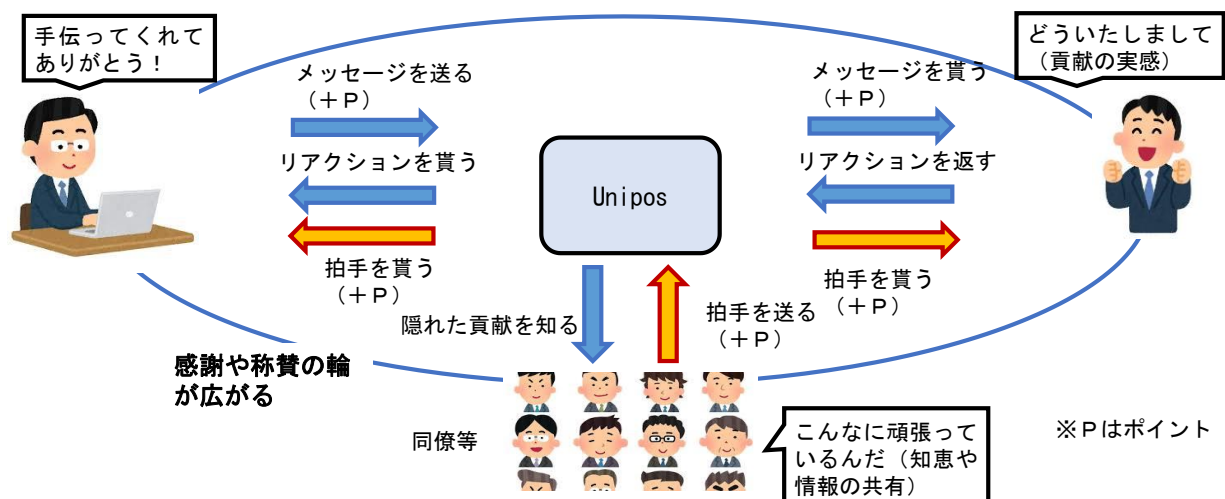 手伝ってくれて
ありがとう！
どういたしまして
（貢献の実感）
メッセージを送る
（＋Ｐ）
メッセージを貰う
（＋Ｐ）
リアクションを貰う
リアクションを返す
Unipos
拍手を貰う
（＋Ｐ）
拍手を貰う
（＋Ｐ）
隠れた貢献を知る
拍手を送る
（＋Ｐ）
感謝や称賛の輪
が広がる
同僚等
こんなに頑張って
いるんだ（知恵や
情報の共有）
※Ｐはポイント